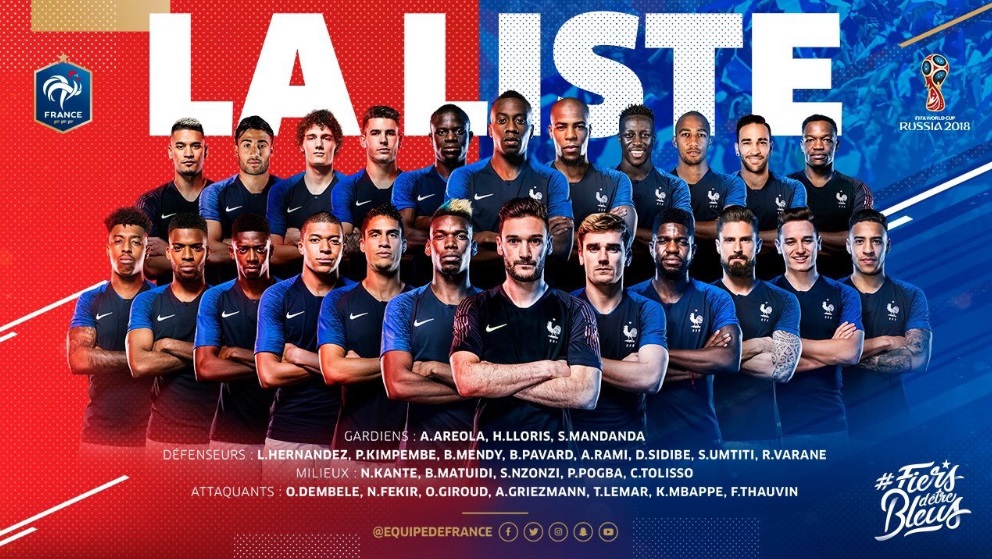 LA LISTE
FRANCE
FIFA WORLD CUP
RUSSIA 2018
GARDIENS : A.AREOLA, H.LLORIS, S.MANDANDA
DÉFENSEURS : L.HERNANDEZ, P.KIMPEMBE, B.MENDY, B.PAVARD, A.RAMI, D.SIDIBE, S.UMTITI, R.VARANE
MILIEUX : N.KANTE, B.MATUIDI, S.NZONZI, P.POGBA, C.TOLISSO
ATTAQUANTS : O.DEMBELE, N.FEKIR, O.GIROUD, A.GRIEZMANN, T.LEMAR, K.MBAPPE, F.THAUVIN
@EQUIPEDEFRANCE
#Fiers
d'être
Bleus